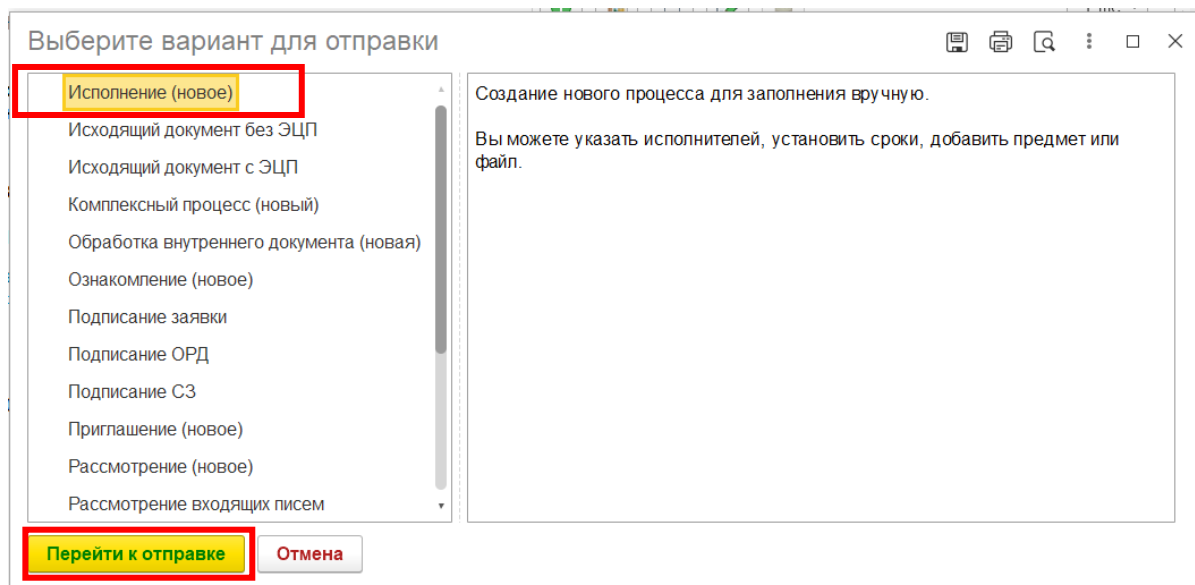 Выберите вариант для отправки
Исполнение (новое)
Исходящий документ без ЭЦП
Исходящий документ с ЭЦП
Комплексный процесс (новый)
Обработка внутреннего документа (новая)
Ознакомление (новое)
Подписание заявки
Подписание ОРД
Подписание СЗ
Приглашение (новое)
Рассмотрение (новое)
Рассмотрение входящих писем
Создание нового процесса для заполнения вручную.
Вы можете указать исполнителей, установить сроки, добавить предмет или
файл.
Перейти к отправке
Отмена